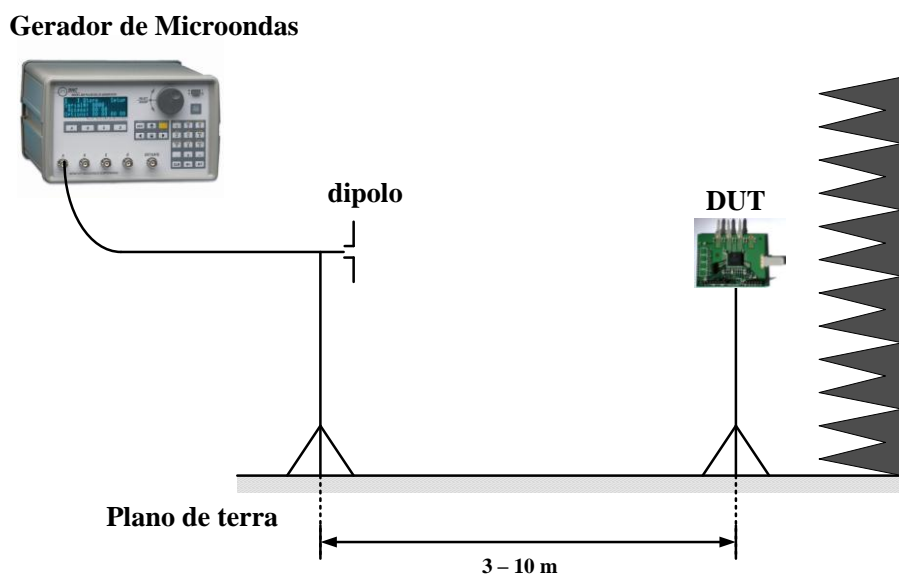 Gerador de Microondas
dipolo
DUT
Plano de terra
3 – 10 m